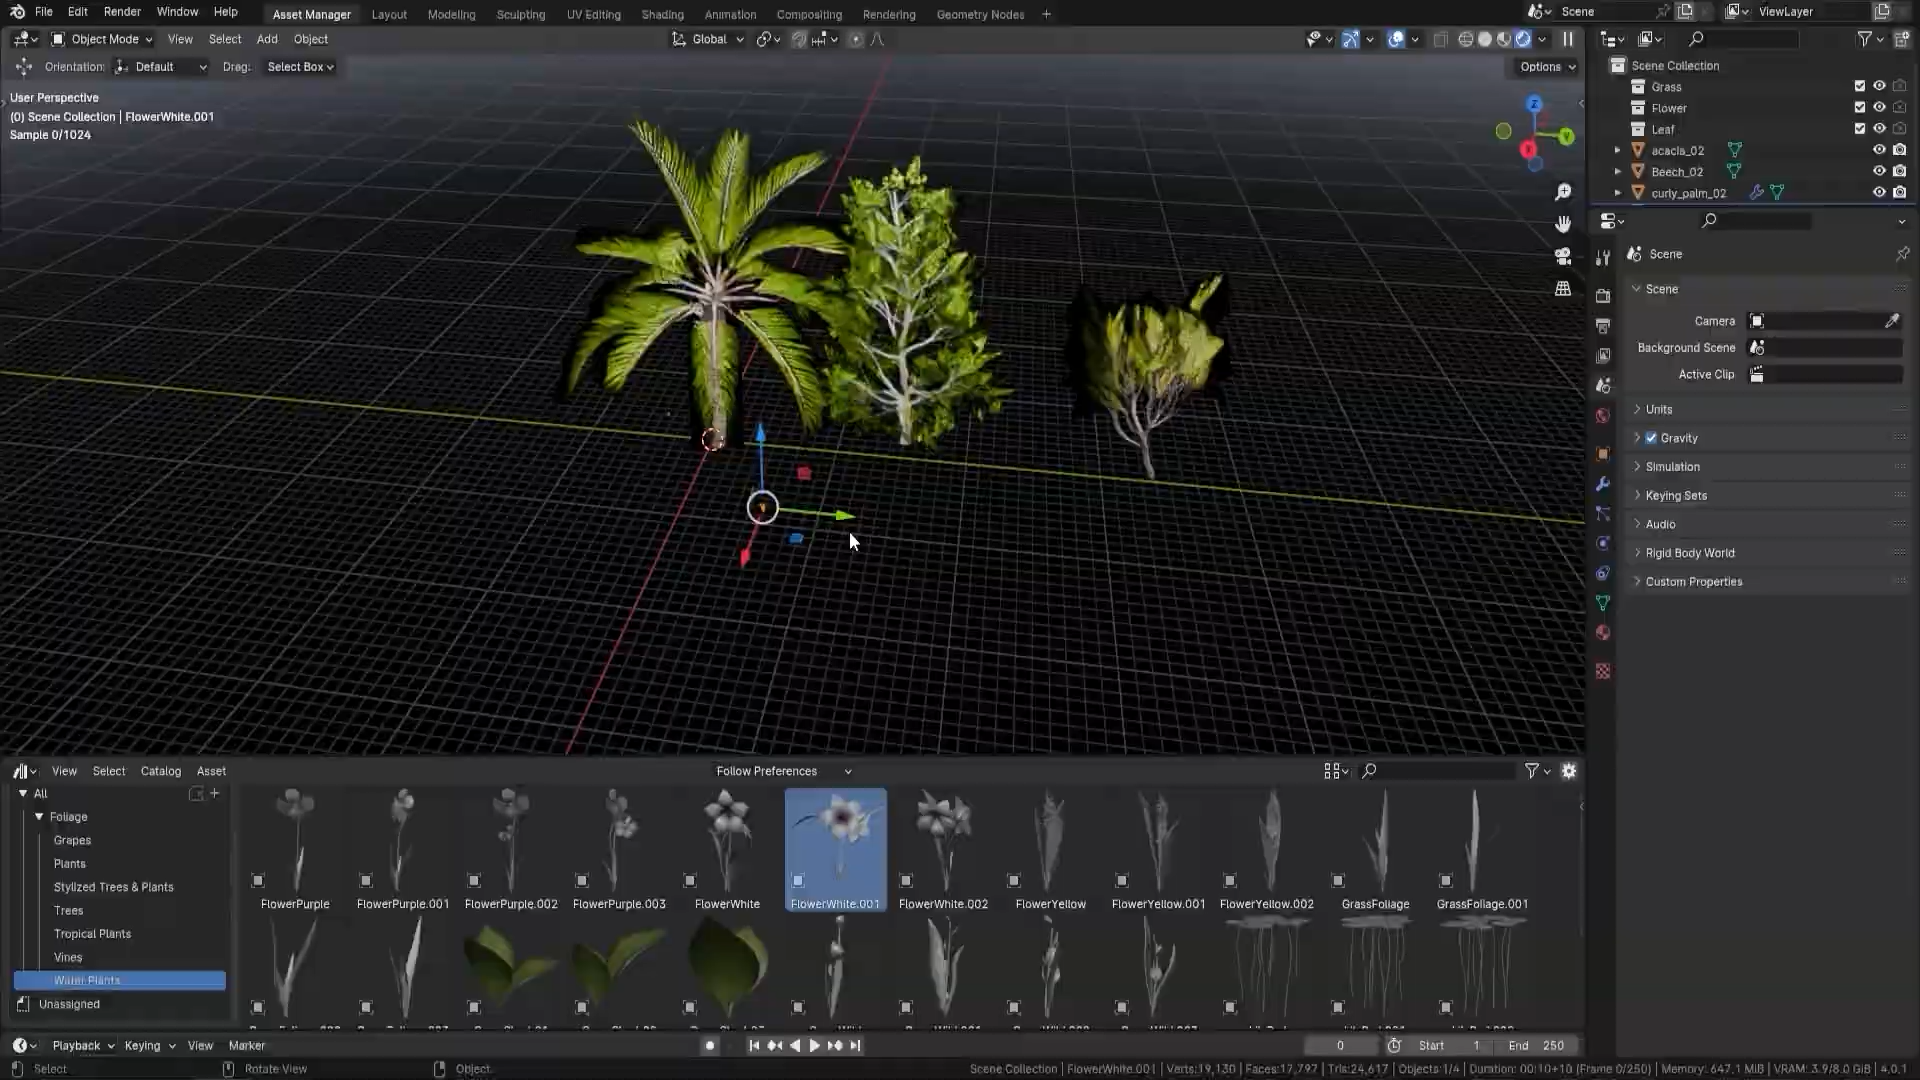 File Edit Render Window Help Asset Manager Layout Modeling Sculpting UV Editing Shading Animation Compositing Rendering Geometry Nodes + Scene ViewLayer
Object Mode View Select Add Object Global
Orientation: Default Drag: Select Box Options
User Perspective
(0) Scene Collection | FlowerWhite.001
Sample 0/1024
Z
Y
X
Scene Collection
Grass
Flower
Leaf
acacia_02
Beech_02
curly_palm_02
Scene
Scene
Camera
Background Scene
Active Clip
Units
Gravity
Simulation
Keying Sets
Audio
Rigid Body World
Custom Properties
View Select Catalog Asset Follow Preferences
All
Foliage
Grapes
Plants
Stylized Trees & Plants
Trees
Tropical Plants
Vines
Water Plants
Unassigned
FlowerPurple FlowerPurple.001 FlowerPurple.002 FlowerPurple.003 FlowerWhite FlowerWhite.001 FlowerWhite.002 FlowerYellow FlowerYellow.001 FlowerYellow.002 GrassFoliage GrassFoliage.001
Playback Keying View Marker 0 Start 1 End 250
Select Rotate View Object Scene Collection | FlowerWhite.001 | Verts:19,130 | Faces:17,797 | Tris:24,617 | Objects:1/4 | Duration: 00:10+10 (Frame 0/250) | Memory: 647.1 MiB | VRAM: 3.9/8.0 GiB | 4.0.1